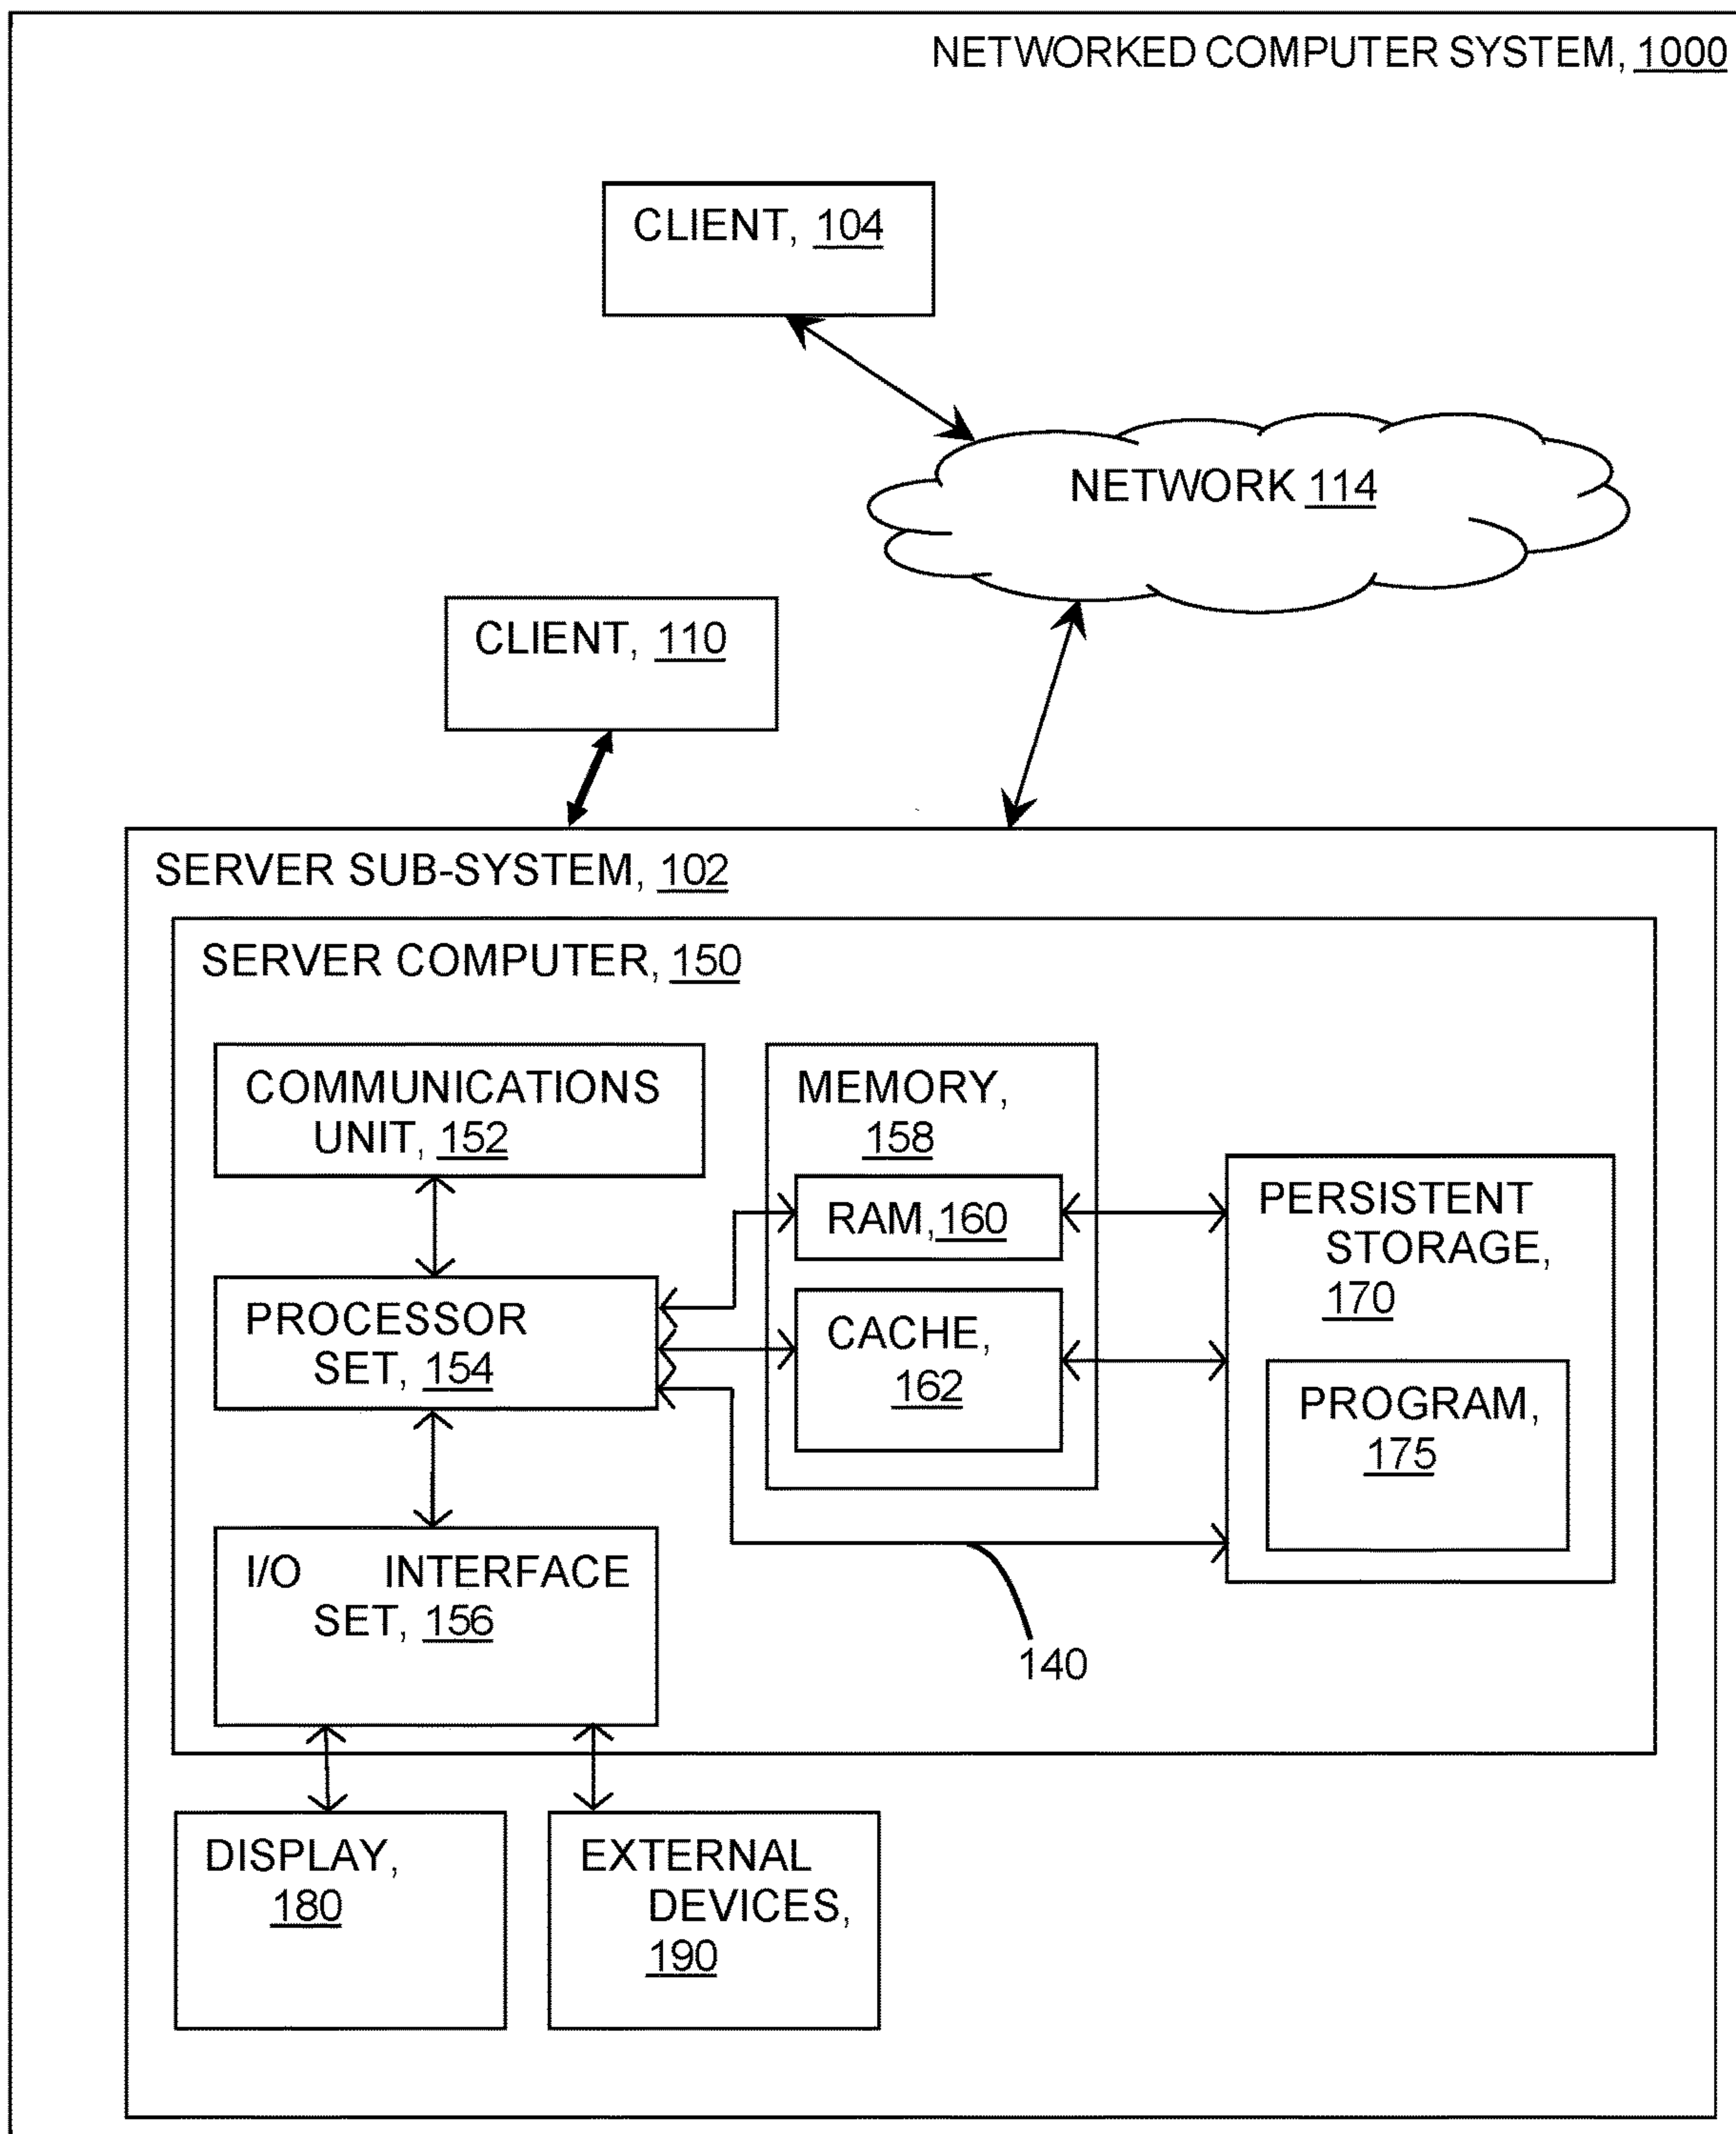 NETWORKED COMPUTER SYSTEM, 1000
CLIENT, 104
NETWORK 114
CLIENT, 110
SERVER SUB-SYSTEM, 102
SERVER COMPUTER, 150
COMMUNICATIONS
UNIT, 152
MEMORY,
158
RAM, 160
PERSISTENT
STORAGE,
170
PROCESSOR
SET, 154
CACHE,
162
PROGRAM,
175
I/O INTERFACE
SET, 156
140
DISPLAY,
180
EXTERNAL
DEVICES,
190